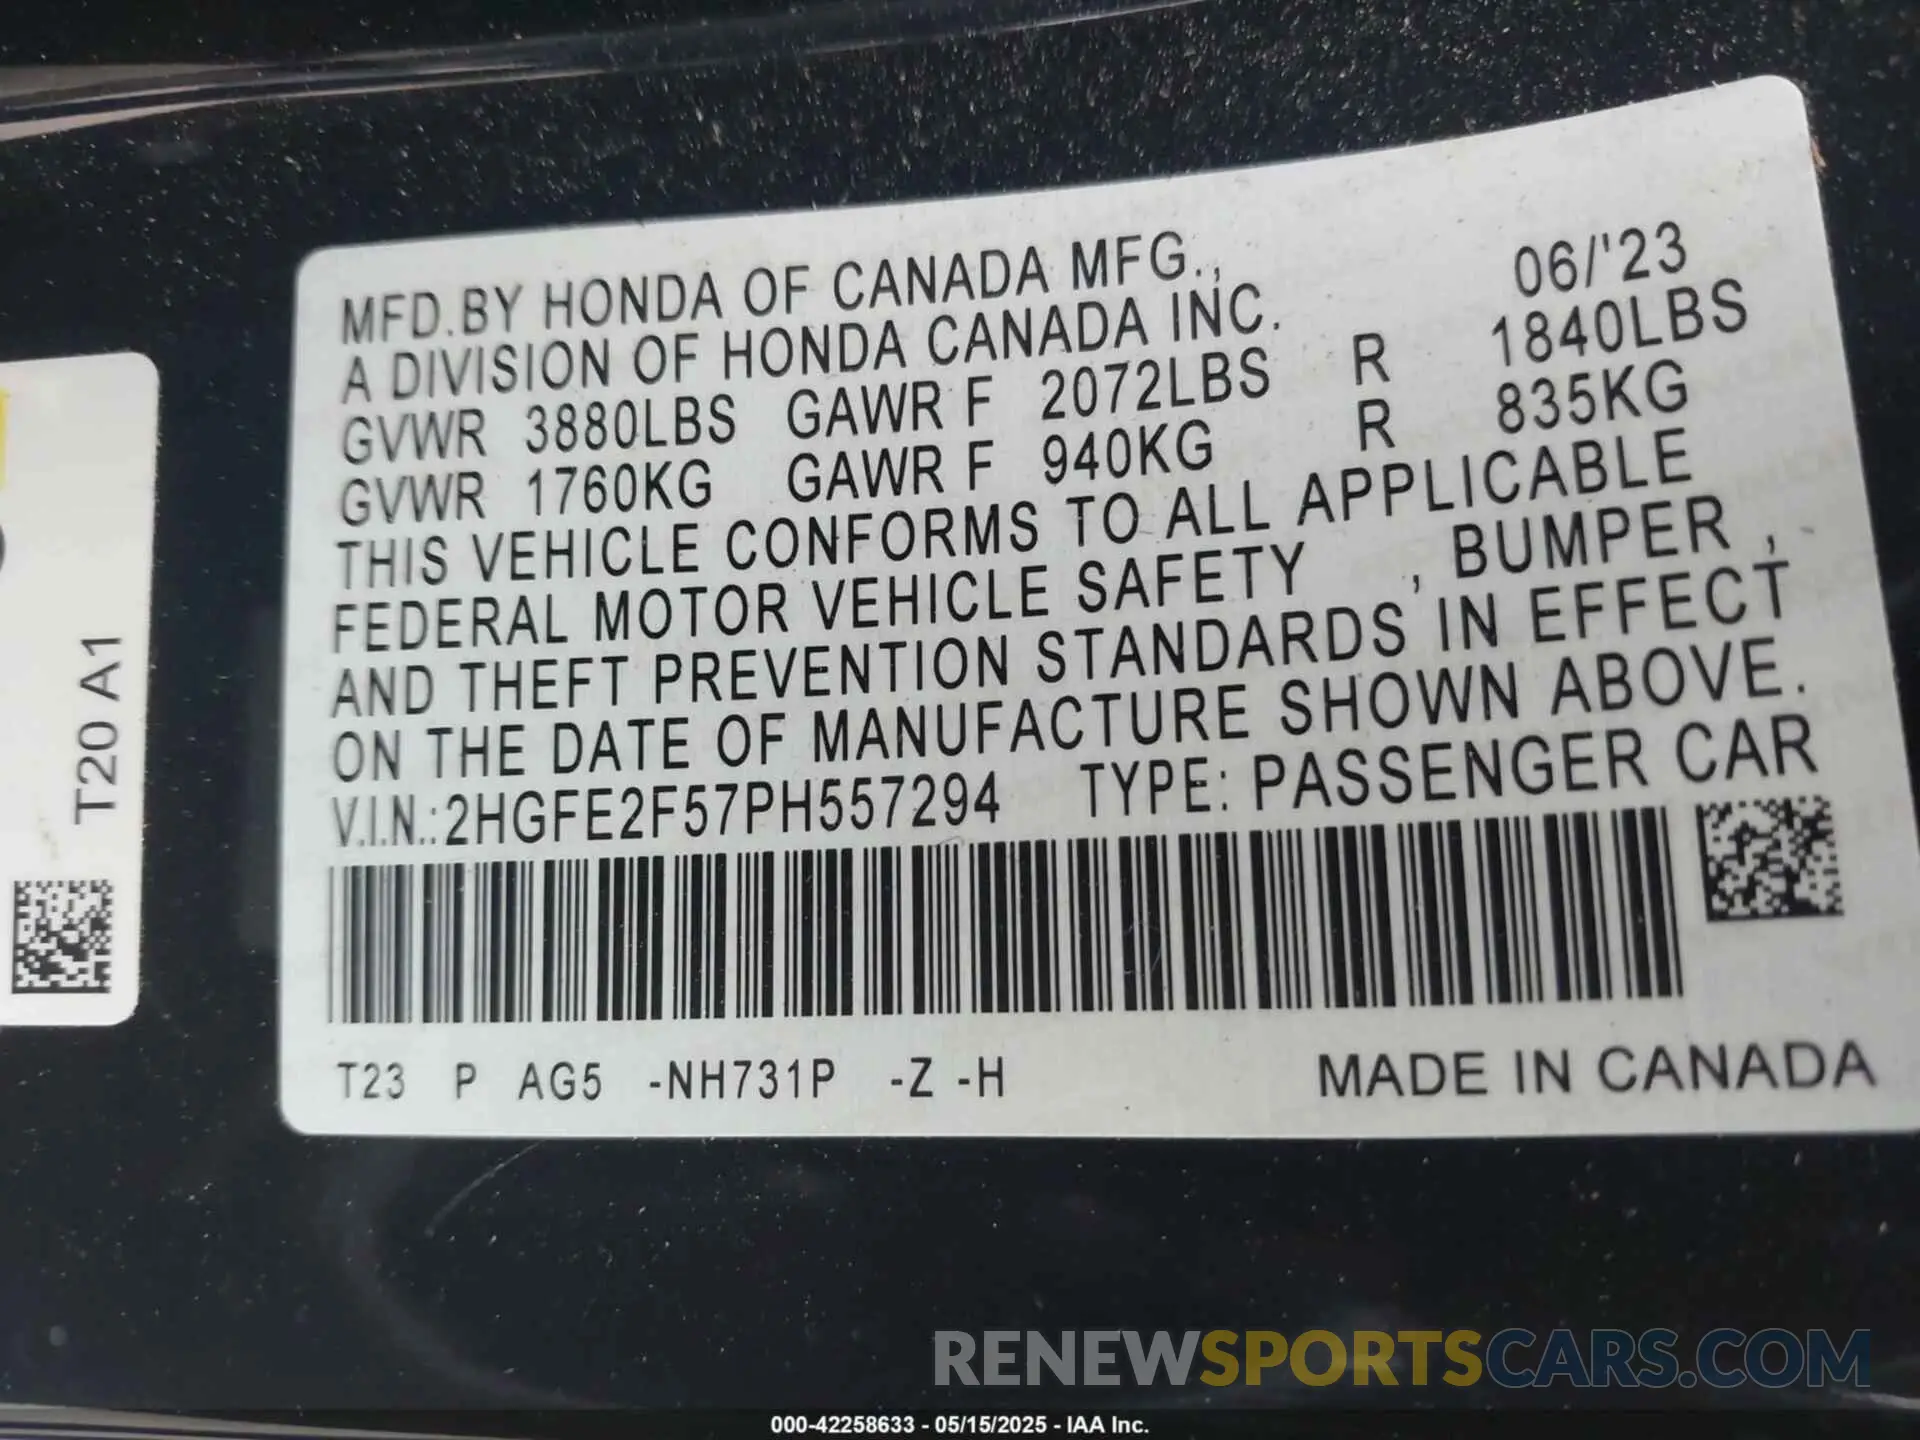 MFD.BY HONDA OF CANADA MFG.,
A DIVISION OF HONDA CANADA INC. 06/'23
GVWR 3880LBS GAWR F 2072LBS R 1840LBS
GVWR 1760KG GAWR F 940KG R 835KG
THIS VEHICLE CONFORMS TO ALL APPLICABLE
FEDERAL MOTOR VEHICLE SAFETY , BUMPER ,
AND THEFT PREVENTION STANDARDS IN EFFECT
ON THE DATE OF MANUFACTURE SHOWN ABOVE.
V.I.N.:2HGFE2F57PH557294 TYPE: PASSENGER CAR
T23 P AG5 -NH731P -Z -H MADE IN CANADA
T20 A1
RENEWSPORTSCARS.COM
000-42258633 - 05/15/2025 - IAA Inc.